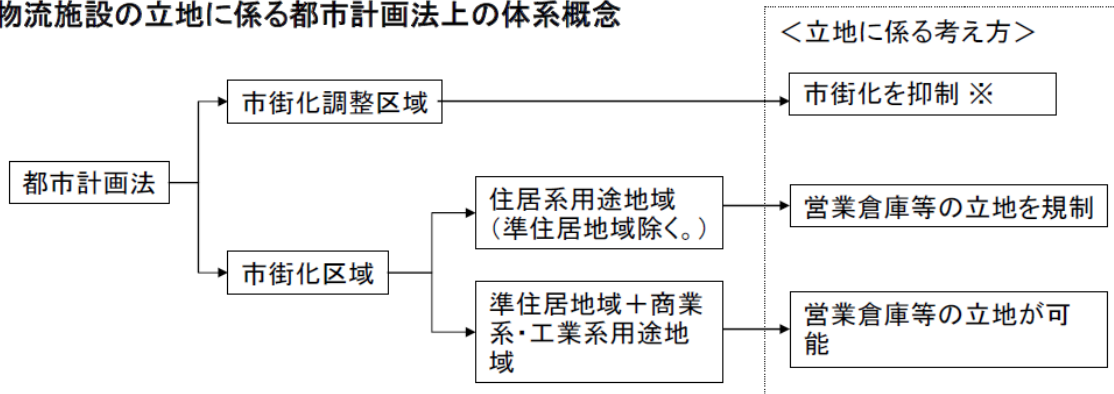 物流施設の立地に係る都市計画法上の体系概念
＜立地に係る考え方＞
市街化調整区域
市街化を抑制 ※
都市計画法
住居系用途地域
（準住居地域除く。）
営業倉庫等の立地を規制
市街化区域
準住居地域＋商業
系・工業系用途地
域
営業倉庫等の立地が可
能